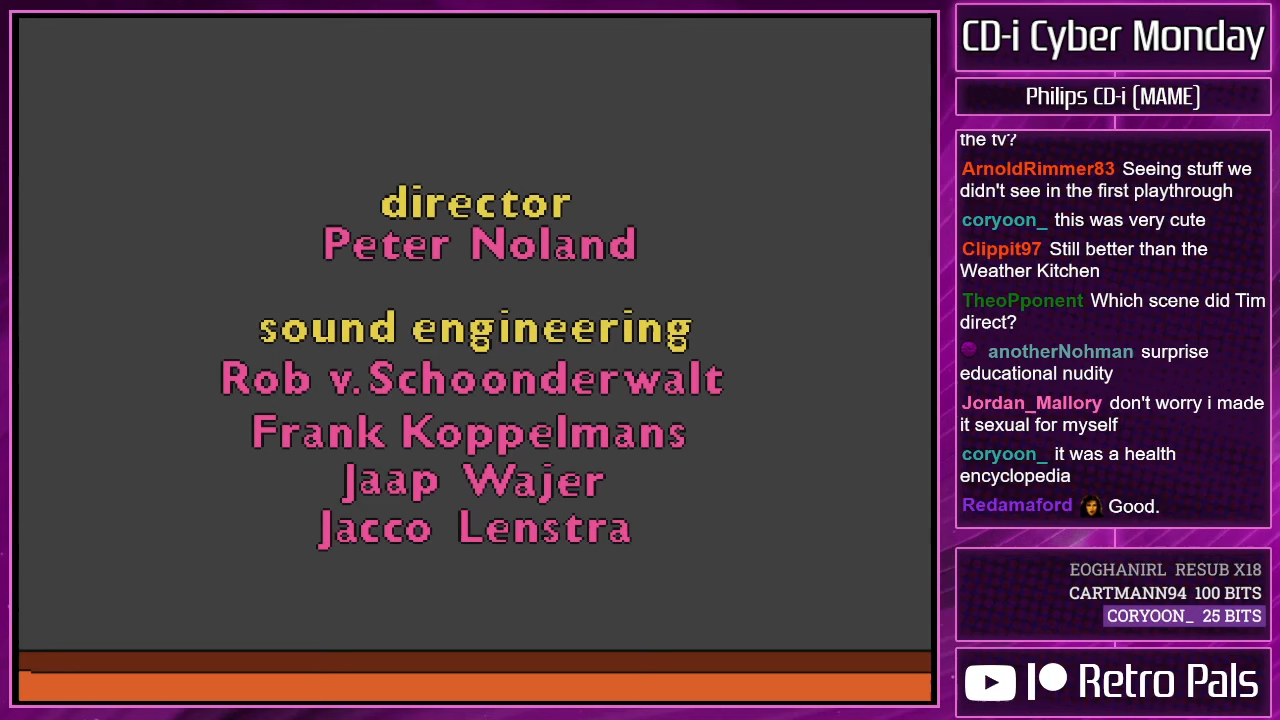 director
Peter Noland
sound engineering
Rob v. Schoonderwalt
Frank Koppelmans
Jaap Wajer
Jacco Lenstra
CD-i Cyber Monday
Philips CD-i [MAME]
the tv?
ArnoldRimmer83 Seeing stuff we
didn't see in the first playthrough
coryoon_ this was very cute
Clippit97 Still better than the
Weather Kitchen
TheoPponent Which scene did Tim
direct?
anotherNohman surprise
educational nudity
Jordan_Mallory don't worry i made
it sexual for myself
coryoon_ it was a health
encyclopedia
Redamaford Good.
EOGHANIRL RESUB X18
CARTMANN94 100 BITS
CORYOON_ 25 BITS
Retro Pals